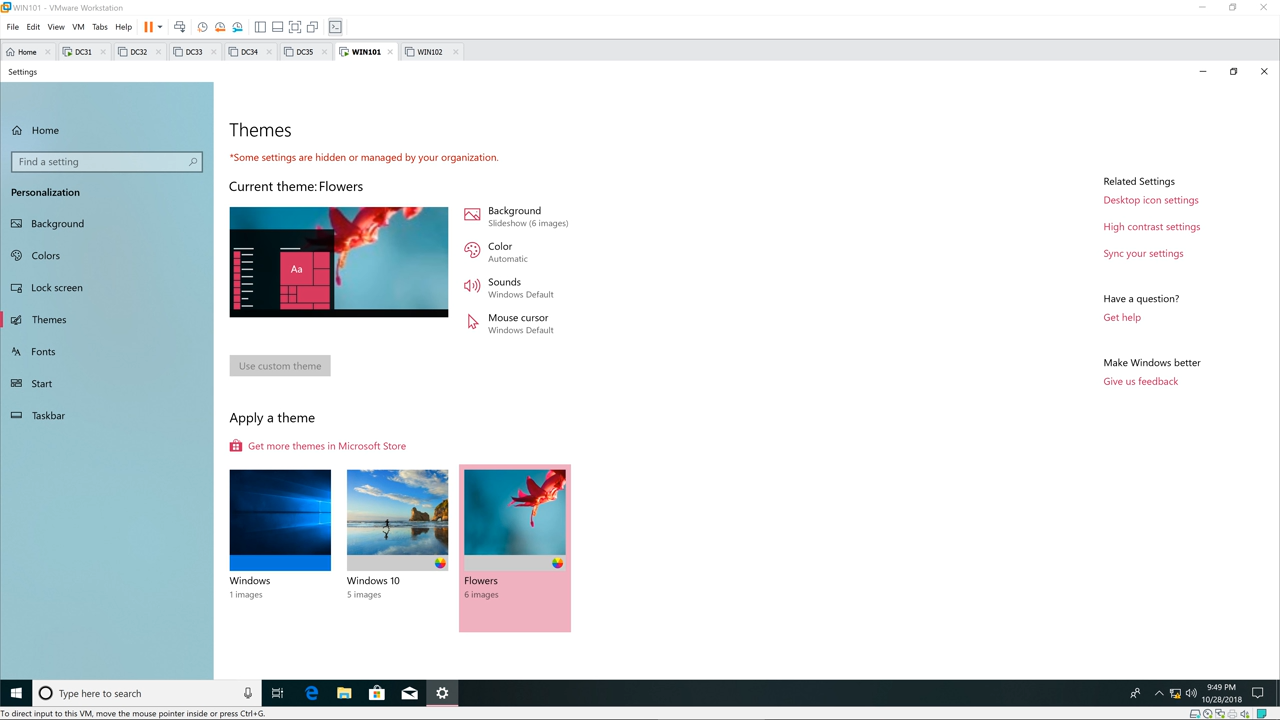 WIN101 - VMware Workstation
File Edit View VM Tabs Help
Home DC31 DC32 DC33 DC34 DC35 WIN101 WIN102
Settings
Home
Find a setting
Personalization
Background
Colors
Lock screen
Themes
Fonts
Start
Taskbar
Themes
*Some settings are hidden or managed by your organization.
Current theme: Flowers
Aa
Background
Slideshow (6 images)
Color
Automatic
Sounds
Windows Default
Mouse cursor
Windows Default
Use custom theme
Apply a theme
Get more themes in Microsoft Store
Windows
1 images
Windows 10
5 images
Flowers
6 images
Related Settings
Desktop icon settings
High contrast settings
Sync your settings
Have a question?
Get help
Make Windows better
Give us feedback
Type here to search
9:49 PM
10/28/2018
To direct input to this VM, move the mouse pointer inside or press Ctrl+G.